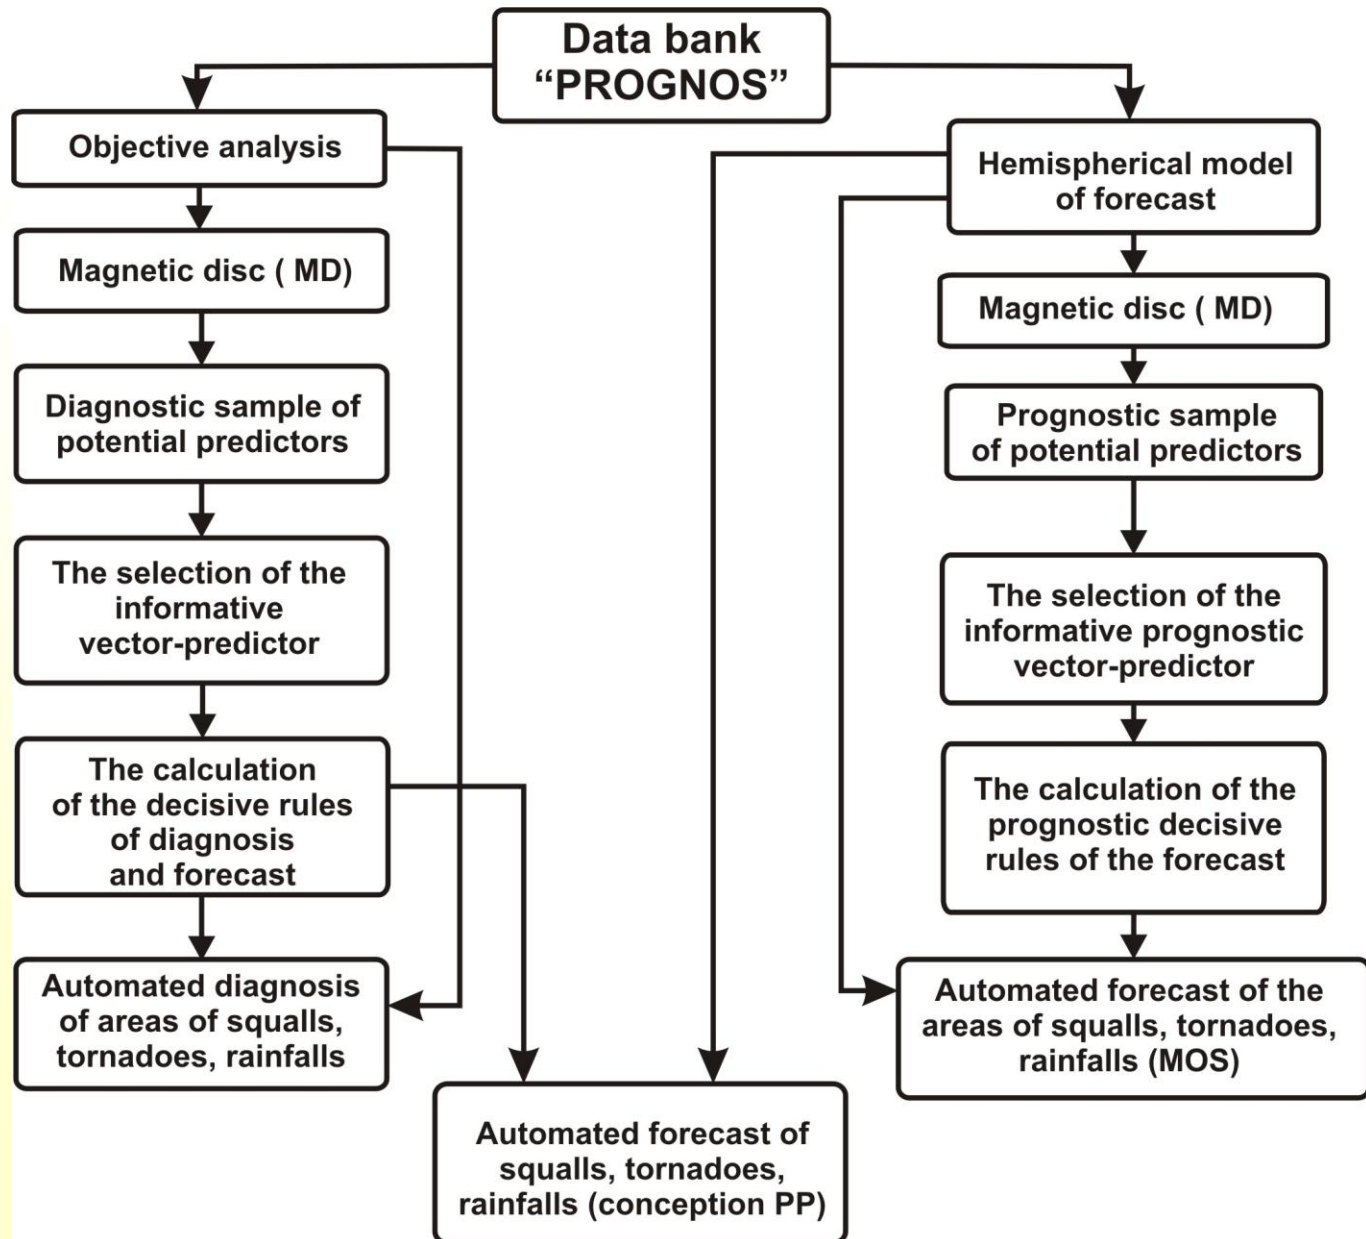 Data bank
“PROGNOS”
Objective analysis
Magnetic disc ( MD)
Diagnostic sample of
potential predictors
The selection of the
informative
vector-predictor
The calculation
of the decisive rules
of diagnosis
and forecast
Automated diagnosis
of areas of squalls,
tornadoes, rainfalls
Automated forecast of
squalls, tornadoes,
rainfalls (conception PP)
Hemispherical model
of forecast
Magnetic disc ( MD)
Prognostic sample
of potential predictors
The selection of the
informative prognostic
vector-predictor
The calculation of the
prognostic decisive
rules of the forecast
Automated forecast of the
areas of squalls, tornadoes,
rainfalls (MOS)